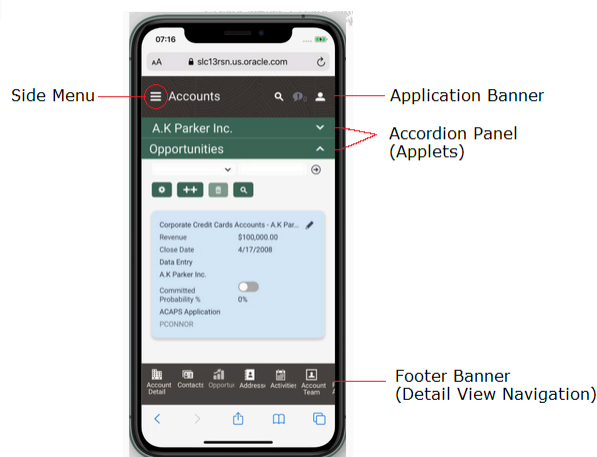 07:16
AA slc13rsn.us.oracle.com
Side Menu
Accounts
Application Banner
A.K Parker Inc.
Opportunities
Accordion Panel
(Applets)
Corporate Credit Cards Accounts - A.K Par...
Revenue $100,000.00
Close Date 4/17/2008
Data Entry
A.K Parker Inc.
Committed
Probability % 0%
ACAPS Application
PCONNOR
Account Detail
Contacts
Opportun
Addresse
Activities
Account Team
Footer Banner
(Detail View Navigation)